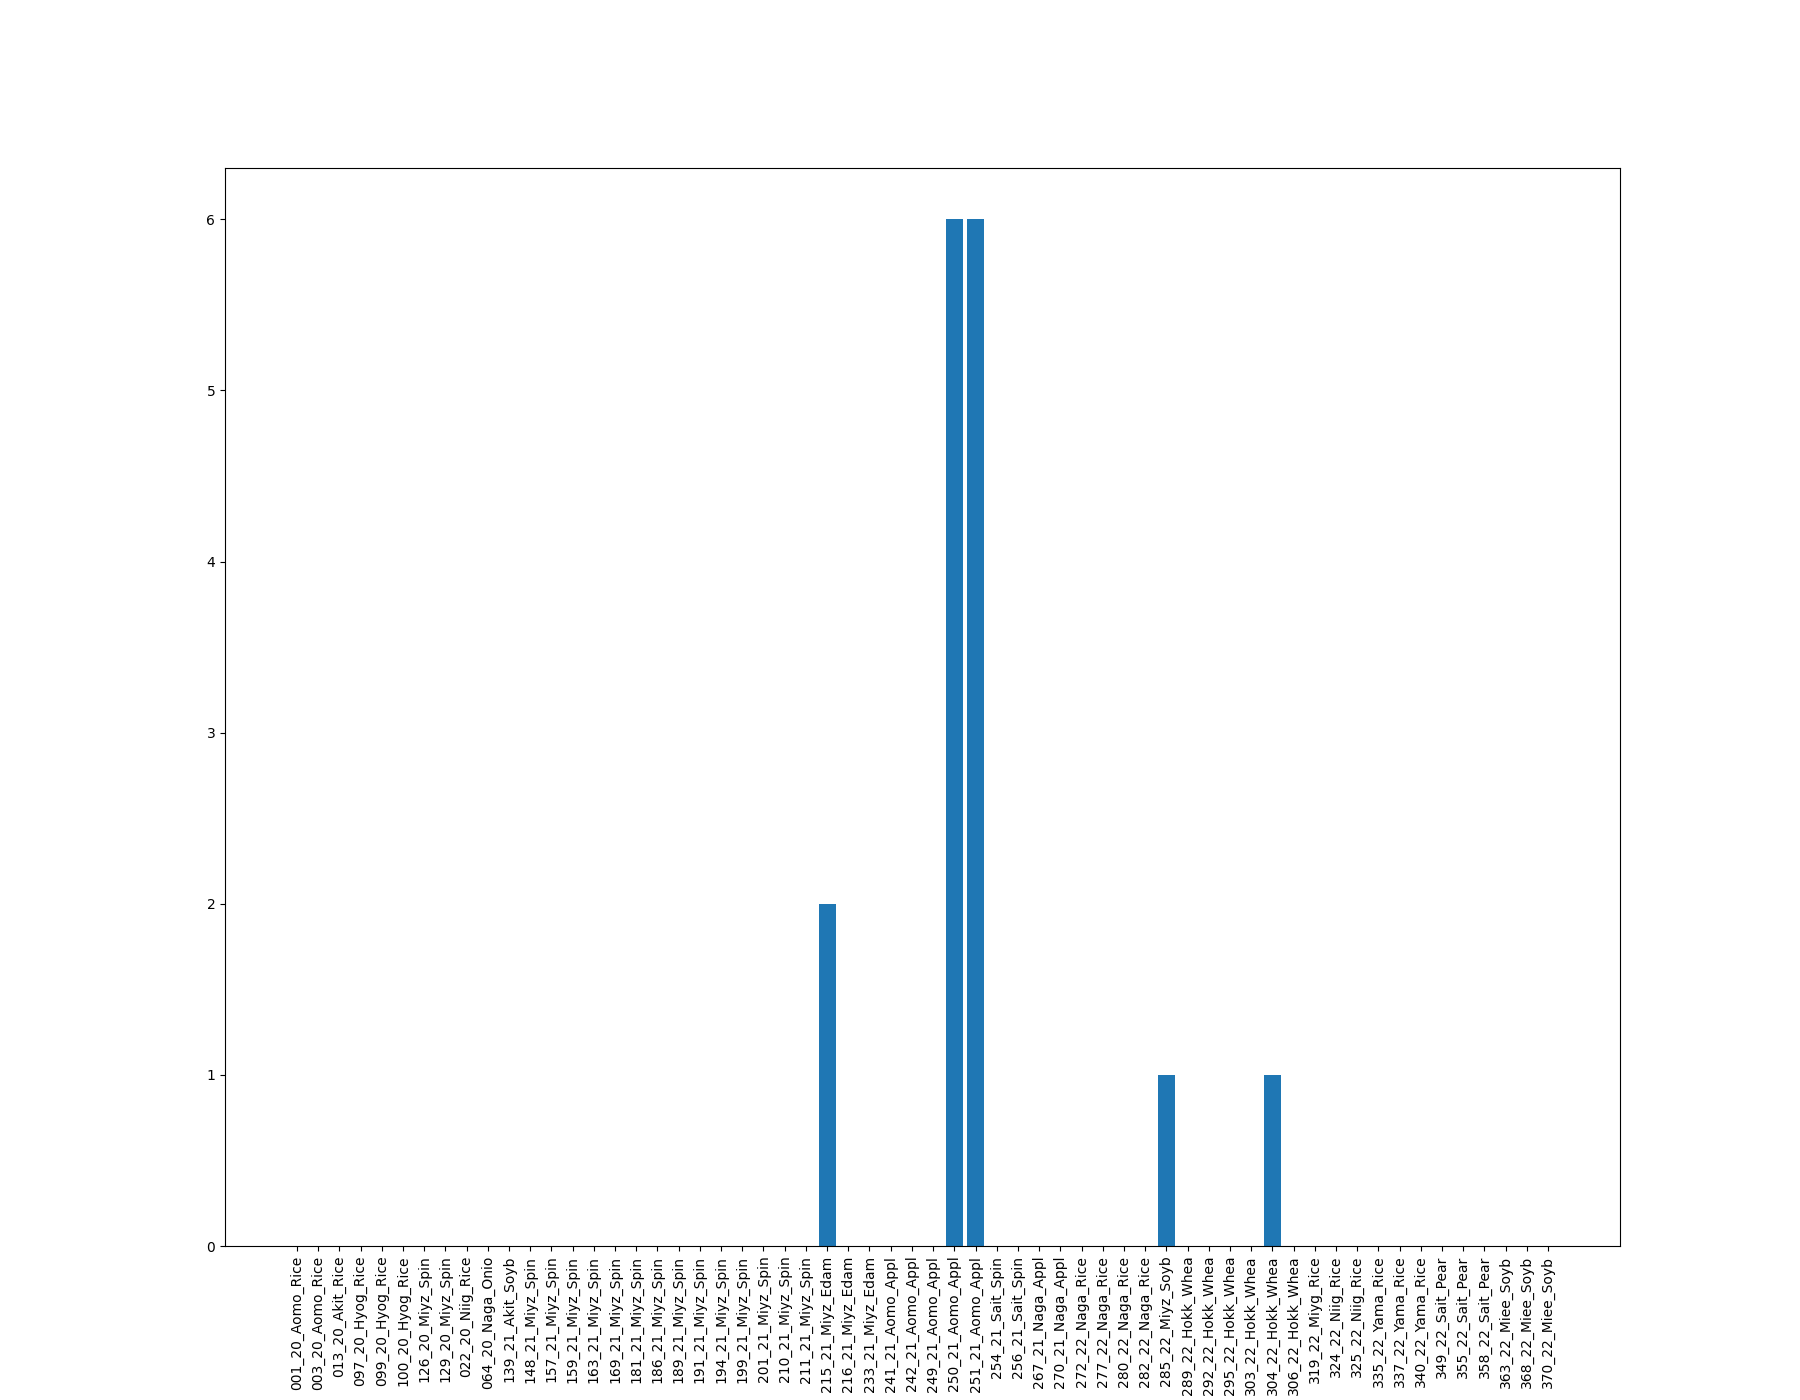 6
5
4
3
2
1
0
001_20_Aomo_Rice
003_20_Aomo_Rice
013_20_Akit_Rice
097_20_Hyog_Rice
099_20_Hyog_Rice
100_20_Hyog_Rice
126_20_Miyz_Spin
129_20_Miyz_Spin
022_20_Niig_Rice
064_20_Naga_Onio
139_21_Akit_Soyb
148_21_Miyz_Spin
157_21_Miyz_Spin
159_21_Miyz_Spin
163_21_Miyz_Spin
169_21_Miyz_Spin
181_21_Miyz_Spin
186_21_Miyz_Spin
189_21_Miyz_Spin
191_21_Miyz_Spin
194_21_Miyz_Spin
199_21_Miyz_Spin
201_21_Miyz_Spin
210_21_Miyz_Spin
211_21_Miyz_Spin
215_21_Miyz_Edam
216_21_Miyz_Edam
233_21_Miyz_Edam
241_21_Aomo_Appl
242_21_Aomo_Appl
249_21_Aomo_Appl
250_21_Aomo_Appl
251_21_Aomo_Appl
254_21_Sait_Spin
256_21_Sait_Spin
267_21_Naga_Appl
270_21_Naga_Appl
272_22_Naga_Rice
277_22_Naga_Rice
280_22_Naga_Rice
282_22_Naga_Rice
285_22_Miyz_Soyb
289_22_Hokk_Whea
292_22_Hokk_Whea
295_22_Hokk_Whea
303_22_Hokk_Whea
304_22_Hokk_Whea
306_22_Hokk_Whea
319_22_Miyg_Rice
324_22_Niig_Rice
325_22_Niig_Rice
335_22_Yama_Rice
337_22_Yama_Rice
340_22_Yama_Rice
349_22_Sait_Pear
355_22_Sait_Pear
358_22_Sait_Pear
363_22_Miee_Soyb
368_22_Miee_Soyb
370_22_Miee_Soyb